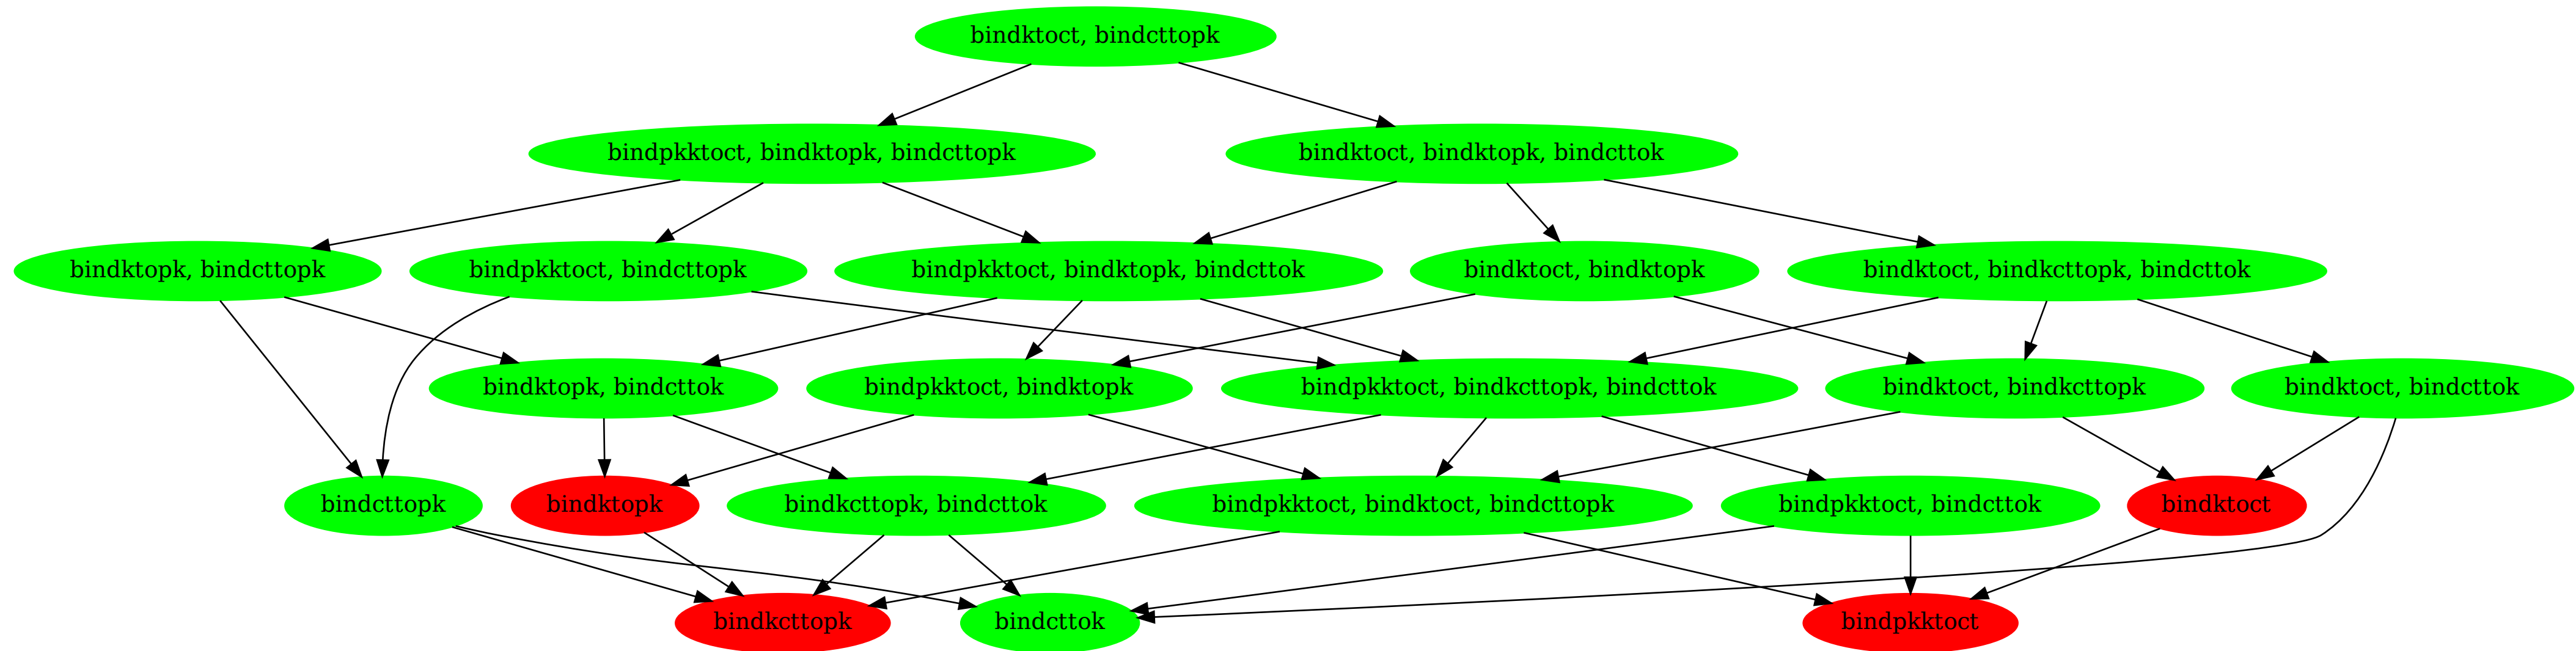 bindktoct, bindcttopk
bindpkktoct, bindktopk, bindcttopk
bindktoct, bindktopk, bindcttok
bindktopk, bindcttopk
bindpkktoct, bindcttopk
bindpkktoct, bindktopk, bindcttok
bindktoct, bindktopk
bindktoct, bindkcttopk, bindcttok
bindktopk, bindcttok
bindpkktoct, bindktopk
bindpkktoct, bindkcttopk, bindcttok
bindktoct, bindkcttopk
bindktoct, bindcttok
bindcttopk
bindktopk
bindkcttopk, bindcttok
bindpkktoct, bindktoct, bindcttopk
bindpkktoct, bindcttok
bindktoct
bindkcttopk
bindcttok
bindpkktoct